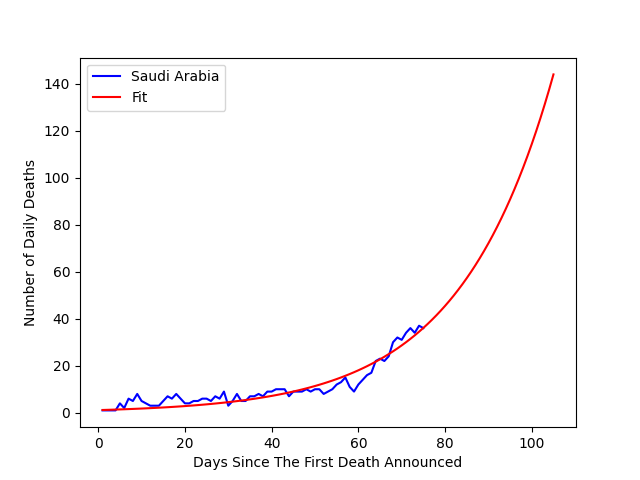 Saudi Arabia
Fit
140
120
100
80
60
40
20
0
Number of Daily Deaths
0 20 40 60 80 100
Days Since The First Death Announced